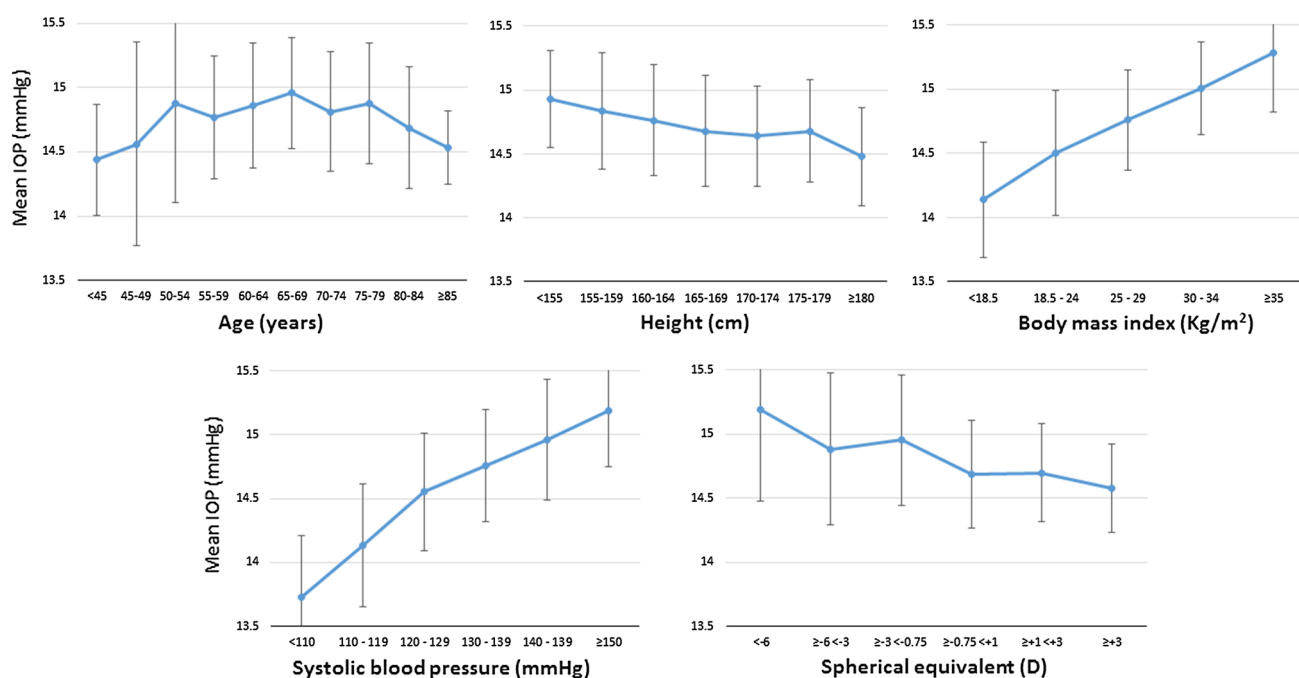 15.5
15
14.5
14
13.5
Mean IOP (mmHg)
<45 45-49 50-54 55-59 60-64 65-69 70-74 75-79 80-84 ≥85
Age (years)
15.5
15
14.5
14
13.5
<155 155-159 160-164 165-169 170-174 175-179 ≥180
Height (cm)
15.5
15
14.5
14
13.5
<18.5 18.5 - 24 25 - 29 30 - 34 ≥35
Body mass index (Kg/m²)
15.5
15
14.5
14
13.5
Mean IOP (mmHg)
<110 110 - 119 120 - 129 130 - 139 140 - 139 ≥150
Systolic blood pressure (mmHg)
15.5
15
14.5
14
13.5
<-6 ≥-6 <-3 ≥-3 <-0.75 ≥-0.75 <+1 ≥+1 <+3 ≥+3
Spherical equivalent (D)